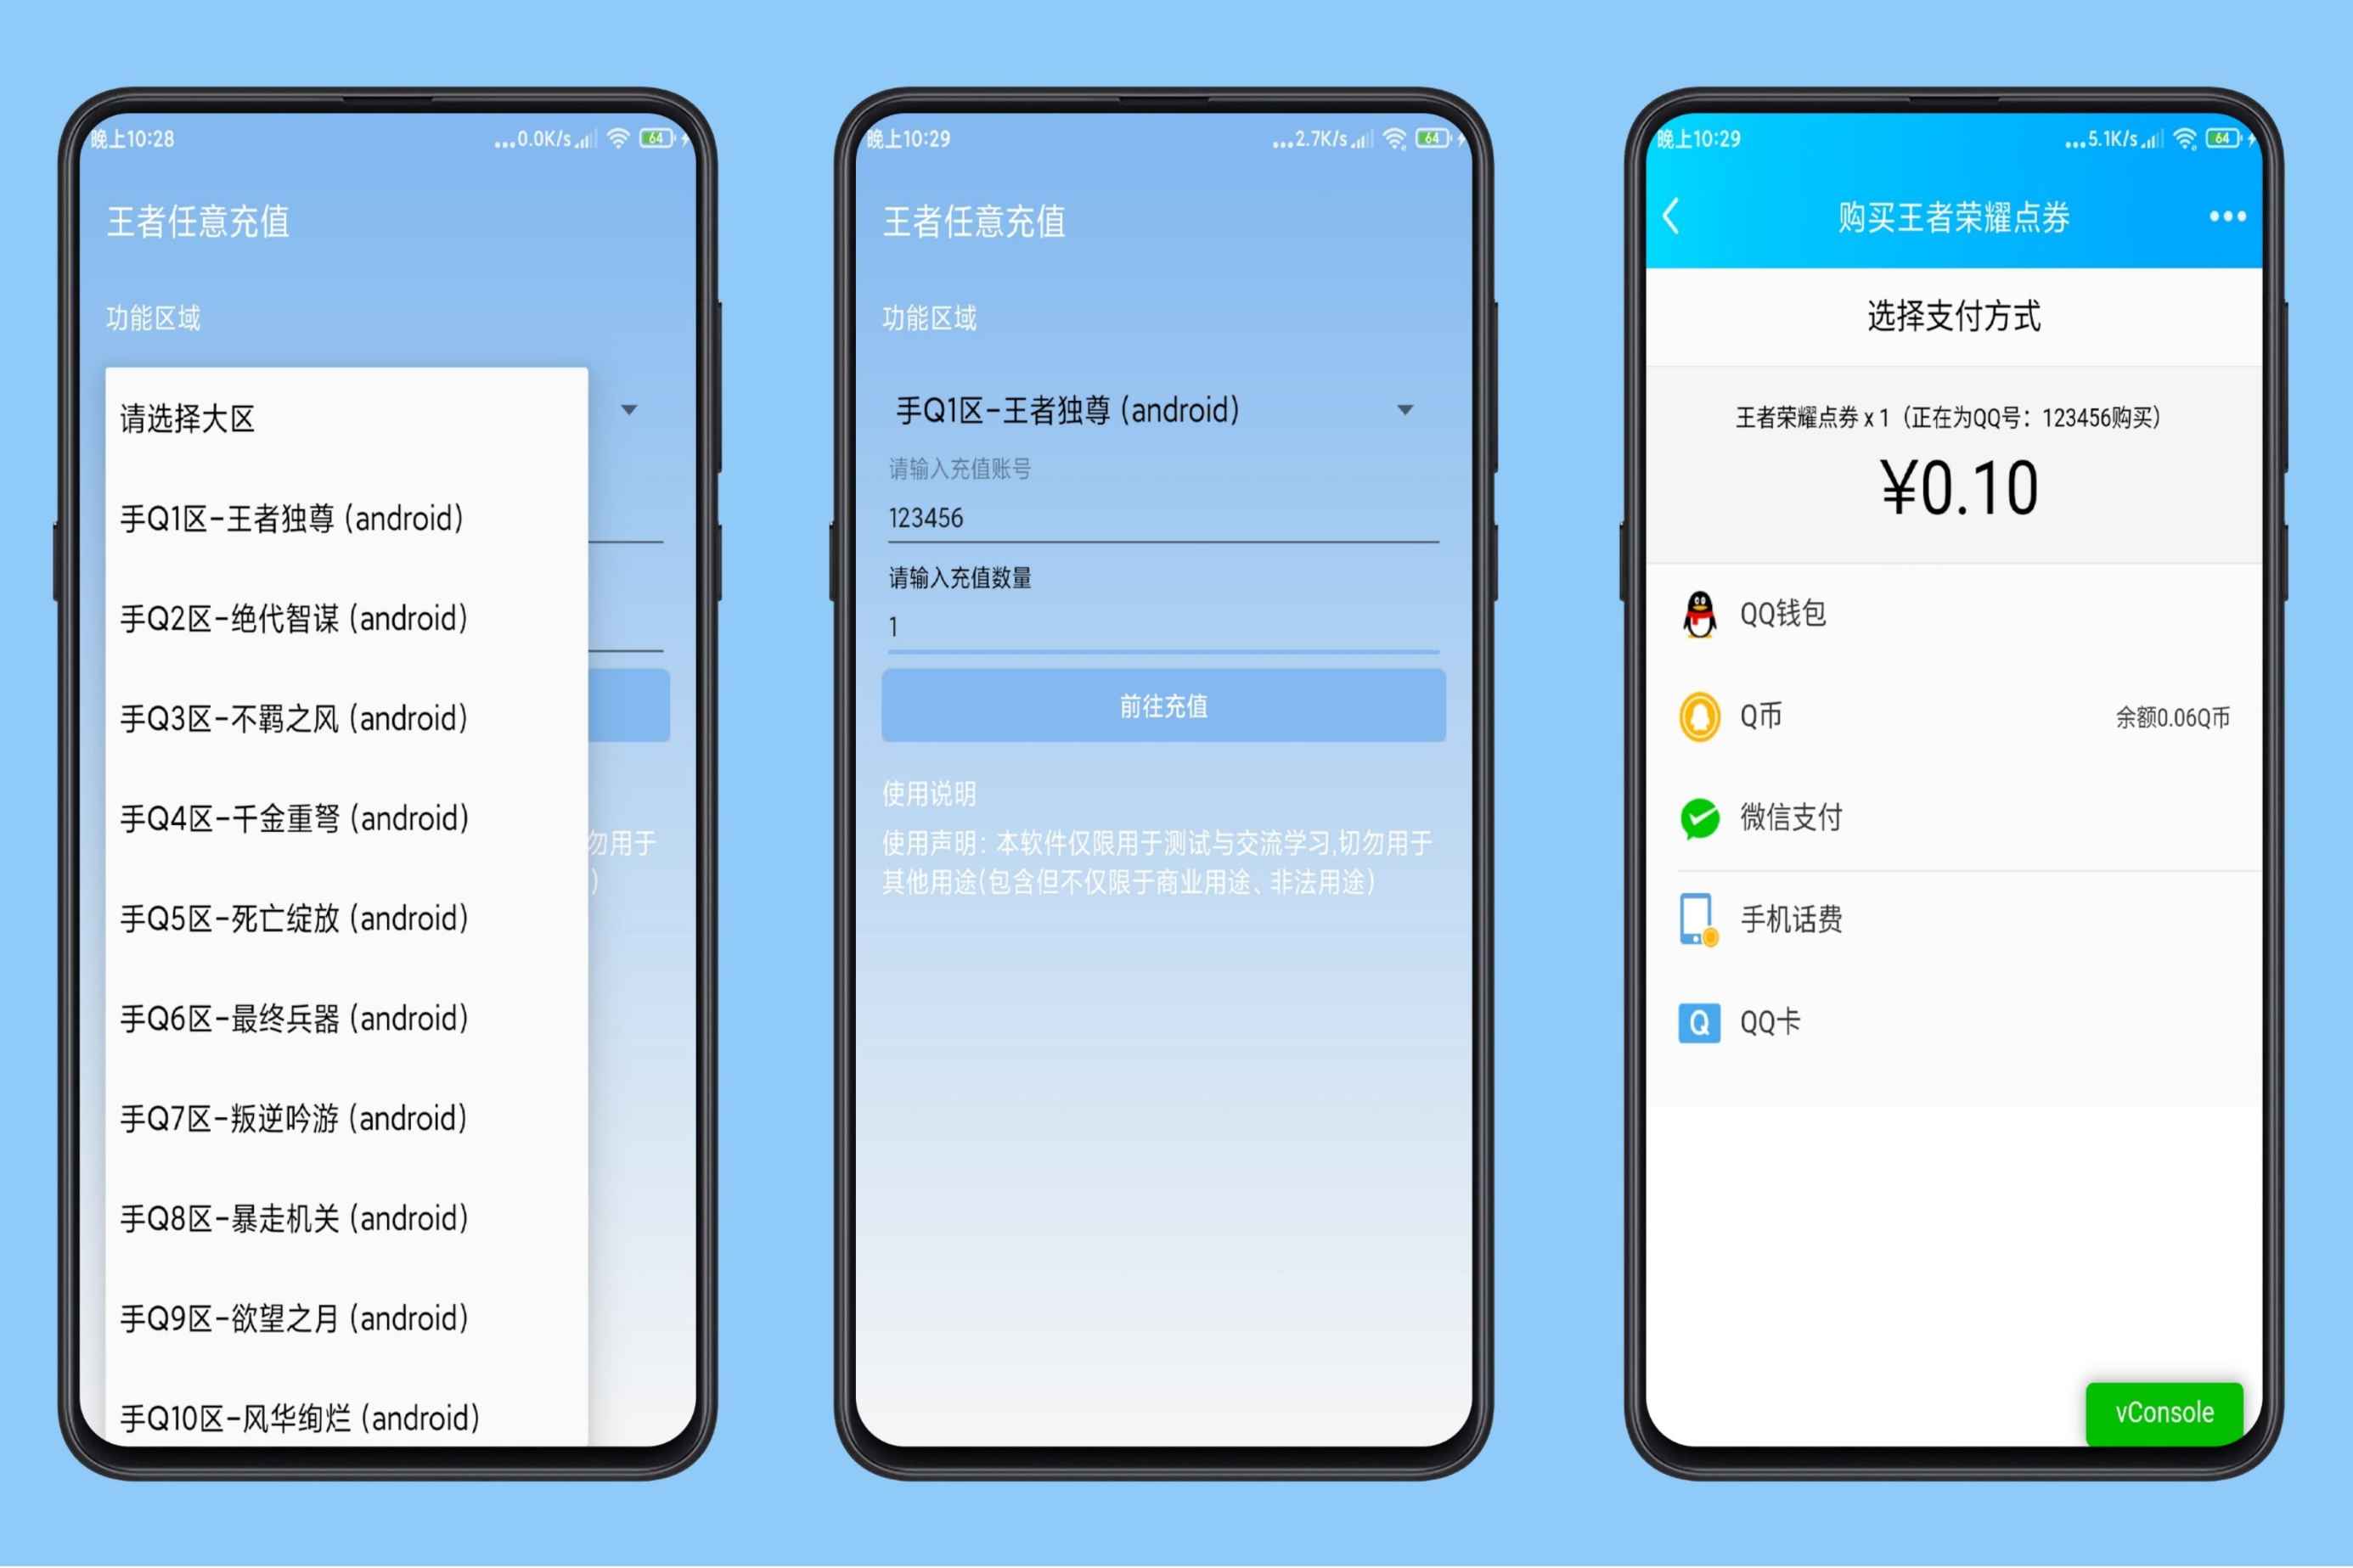 晚上10:28
...0.0K/s
64
王者任意充值
功能区域
请选择大区
手Q1区-王者独尊 (android)
手Q2区-绝代智谋 (android)
手Q3区-不羁之风 (android)
手Q4区-千金重弩 (android)
手Q5区-死亡绽放 (android)
手Q6区-最终兵器 (android)
手Q7区-叛逆吟游 (android)
手Q8区-暴走机关 (android)
手Q9区-欲望之月 (android)
手Q10区-风华绚烂 (android)
勿用于
)
晚上10:29
...2.7K/s
64
王者任意充值
功能区域
手Q1区-王者独尊 (android)
请输入充值账号
123456
请输入充值数量
1
前往充值
使用说明
使用声明: 本软件仅限用于测试与交流学习,切勿用于
其他用途(包含但不仅限于商业用途、非法用途)
晚上10:29
...5.1K/s
64
购买王者荣耀点券
选择支付方式
王者荣耀点券 x 1（正在为QQ号：123456购买）
¥0.10
QQ钱包
Q币
余额0.06Q币
微信支付
手机话费
Q
QQ卡
vConsole